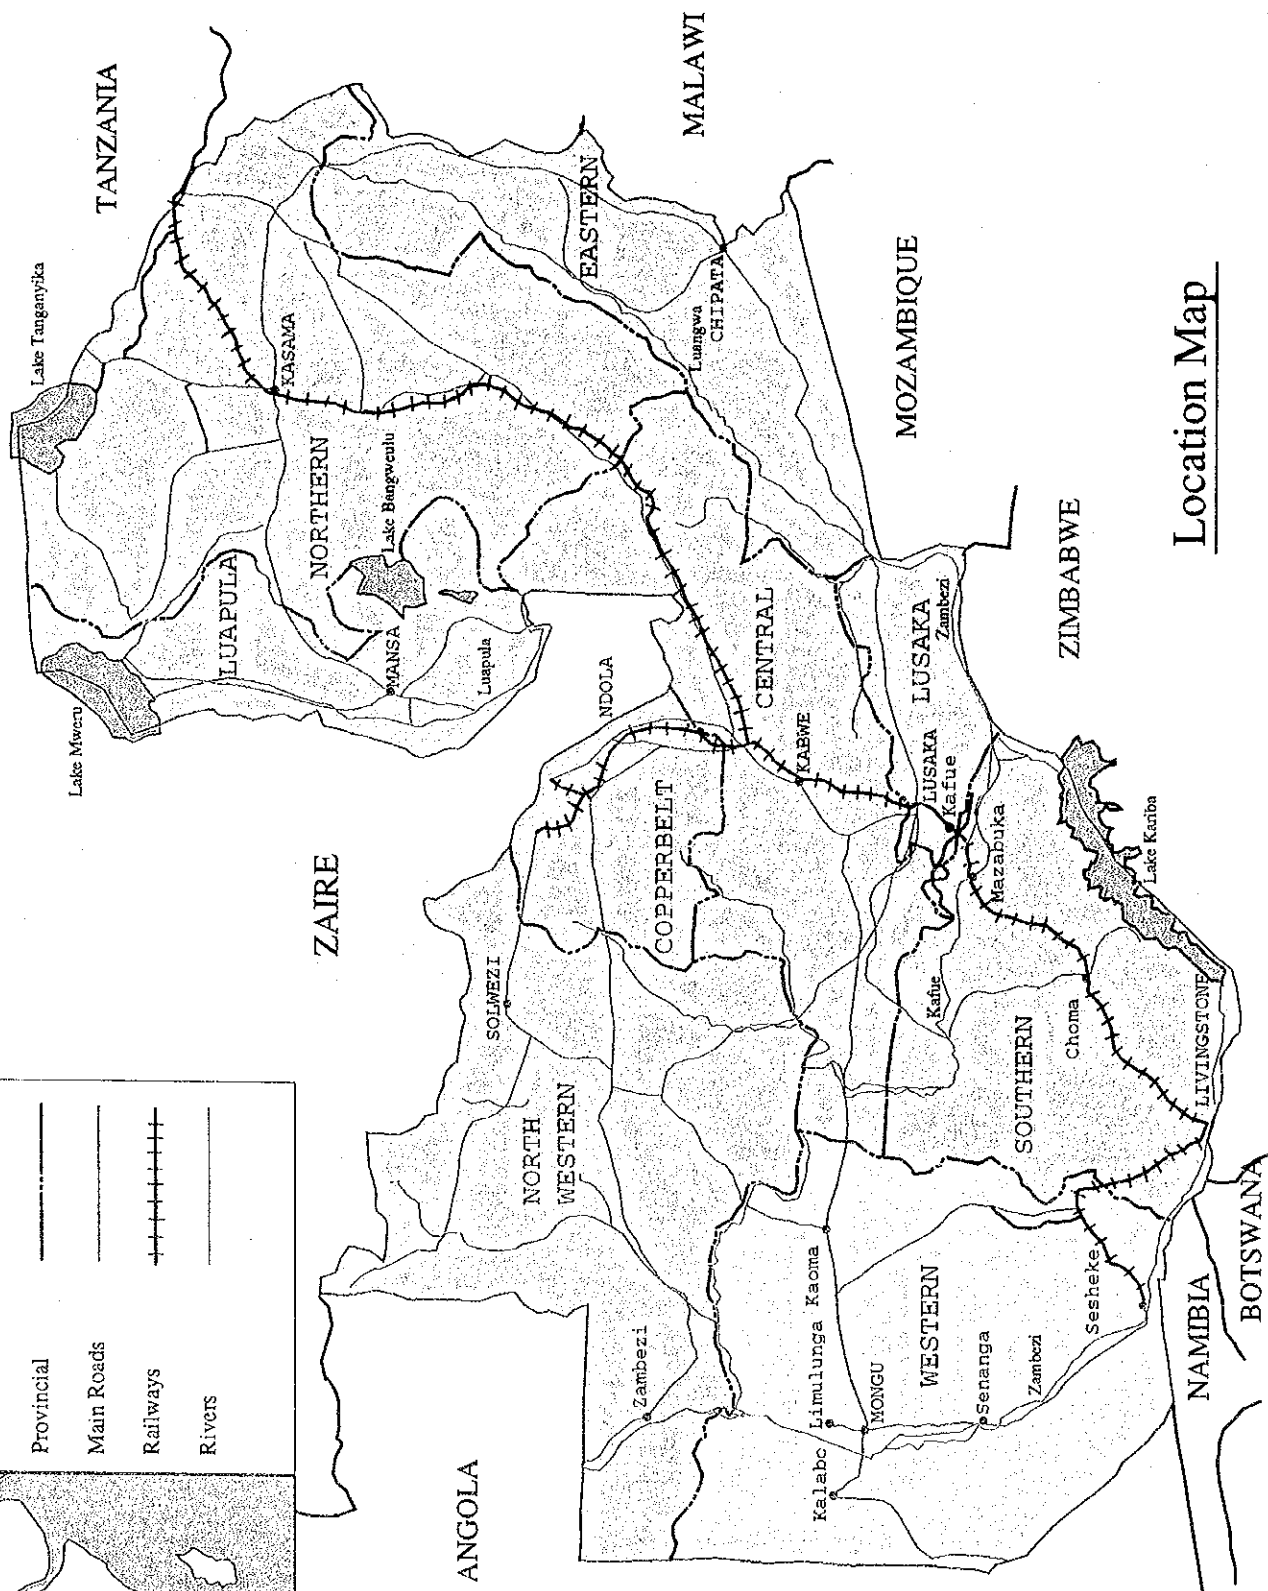 Provincial
Main Roads
Railways
Rivers
TANZANIA
Lake Tanganyika
Lake Mweru
ZAIRE
ANGOLA
MALAWI
MOZAMBIQUE
ZIMBABWE
BOTSWANA
NAMIBIA
KASAMA
NORTHERN
LUAPULA
Lake Bangweulu
MANSA
Luapula
EASTERN
Luangwa
CHIPATA
NDOLA
CENTRAL
COPPERBELT
KABWE
LUSAKA
Zambezi
LUSAKA
Kafue
Mazabuka
Lake Kariba
SOLWEZI
NORTH
WESTERN
Zambezi
Kafue
SOUTHERN
Choma
LIVINGSTONE
Limulunga
Kaoma
Kalabo
MONGU
WESTERN
Senanga
Zambezi
Sesheke
Location Map